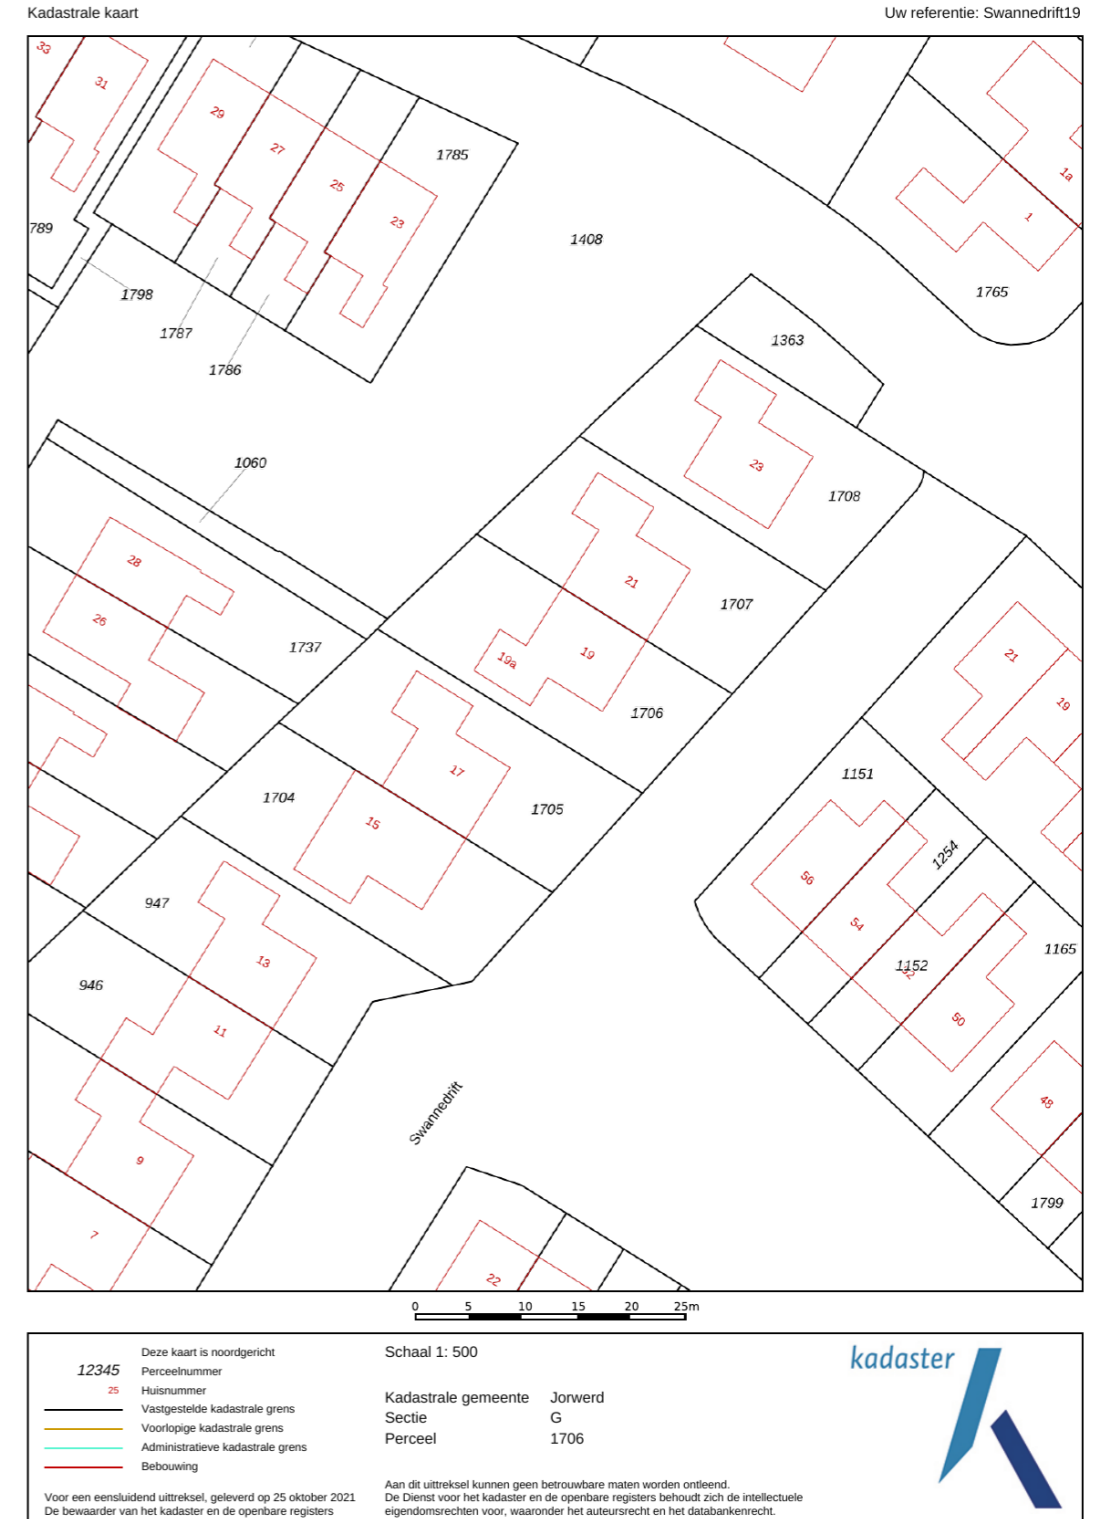 Kadastrale kaart
Uw referentie: Swannedrift19
33
31
29
27
25
23
1785
1408
1a
1
1765
789
1798
1787
1786
1363
23
1708
1060
28
26
1737
21
1707
19a
19
1706
21
19
17
1705
1704
15
1151
1254
56
54
1152
52
50
1165
947
13
946
11
9
7
48
1799
Swannedrift
22
0 5 10 15 20 25m
Deze kaart is noordgericht
12345 Perceelnummer
25 Huisnummer
Vastgestelde kadastrale grens
Voorlopige kadastrale grens
Administratieve kadastrale grens
Bebouwing
Voor een eensluidend uittreksel, geleverd op 25 oktober 2021
De bewaarder van het kadaster en de openbare registers
Schaal 1: 500
Kadastrale gemeente Jorwerd
Sectie G
Perceel 1706
Aan dit uittreksel kunnen geen betrouwbare maten worden ontleend.
De Dienst voor het kadaster en de openbare registers behoudt zich de intellectuele
eigendomsrechten voor, waaronder het auteursrecht en het databankenrecht.
kadaster